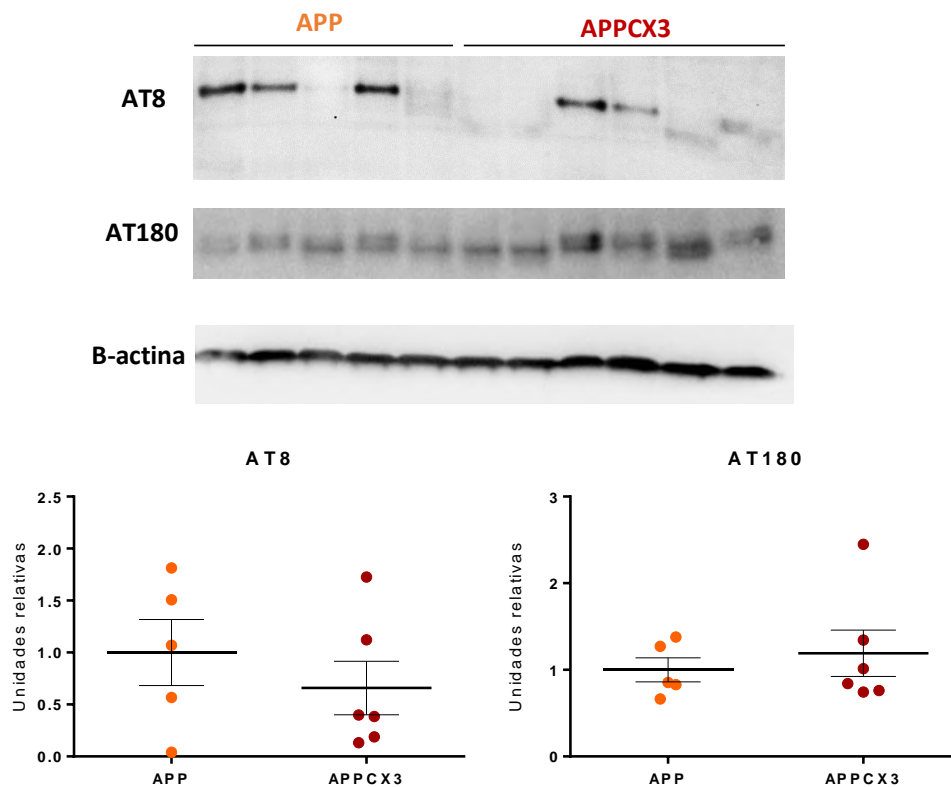 APP
APPCX3
AT8
AT180
B-actina
AT8
Unidades relativas
2.5
2.0
1.5
1.0
0.5
0.0
APP
APPCX3
AT180
Unidades relativas
3
2
1
0
APP
APPCX3